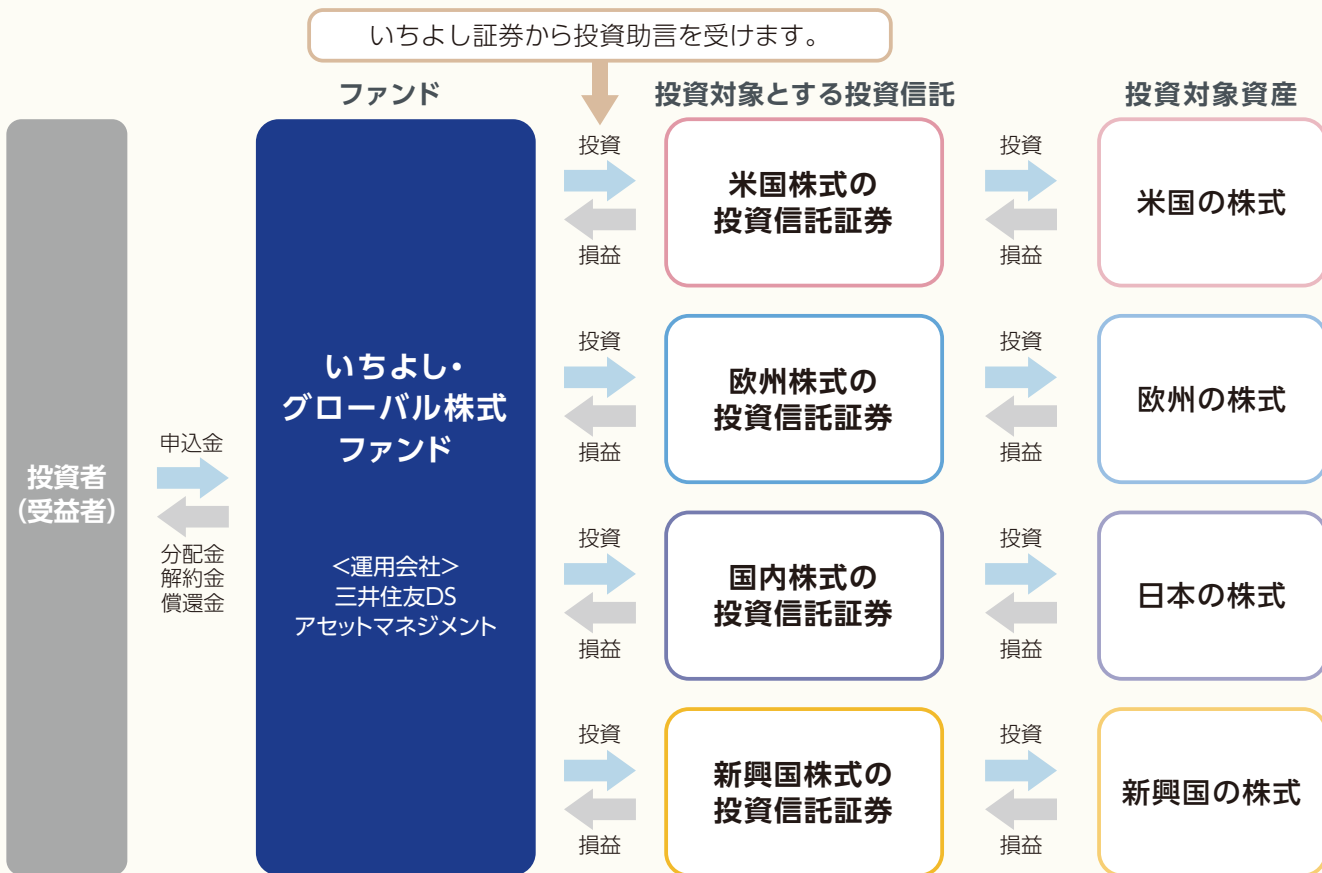 いちよし証券から投資助言を受けます。
ファンド
投資対象とする投資信託
投資対象資産
投資者
(受益者)
申込金
分配金
解約金
償還金
いちよし・
グローバル株式
ファンド
<運用会社>
三井住友DS
アセットマネジメント
投資
損益
米国株式の
投資信託証券
投資
損益
米国の株式
投資
損益
欧州株式の
投資信託証券
投資
損益
欧州の株式
投資
損益
国内株式の
投資信託証券
投資
損益
日本の株式
投資
損益
新興国株式の
投資信託証券
投資
損益
新興国の株式